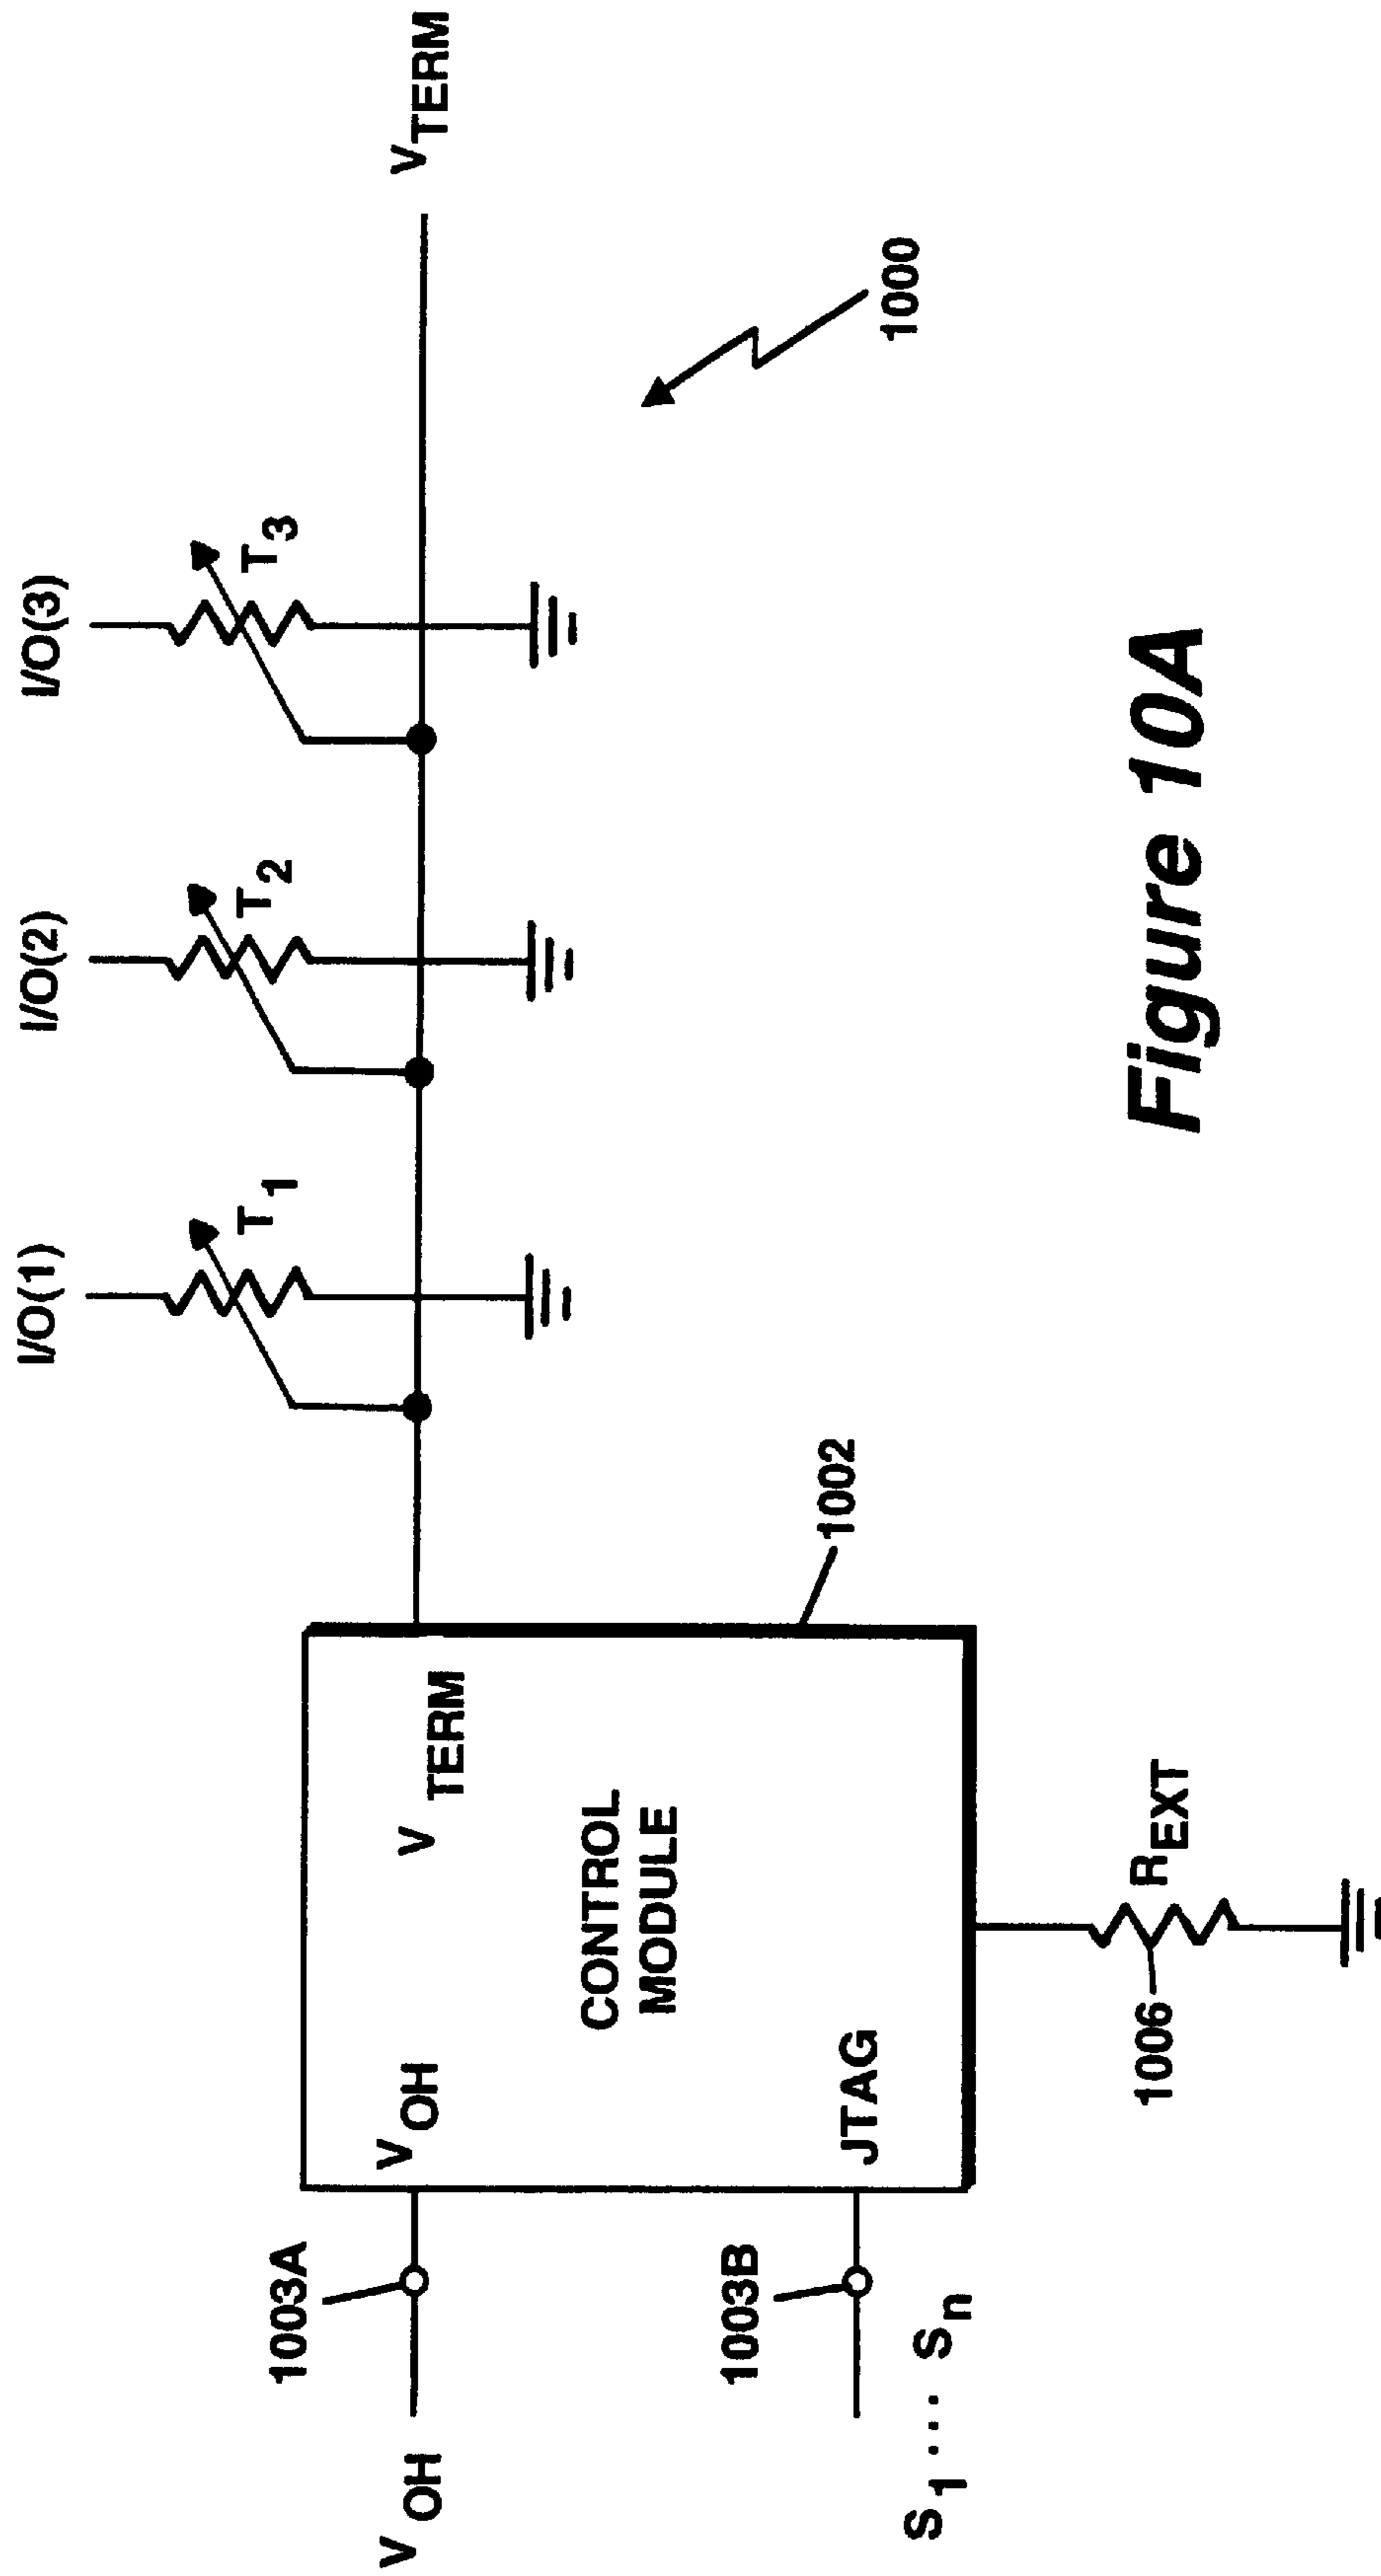 I/O(1)
I/O(2)
I/O(3)
T1
T2
T3
VOH
1003A
VOH
VTERM
VTERM
CONTROL
MODULE
1002
1000
1003B
JTAG
S1 ... Sn
1006
REXT
Figure 10A